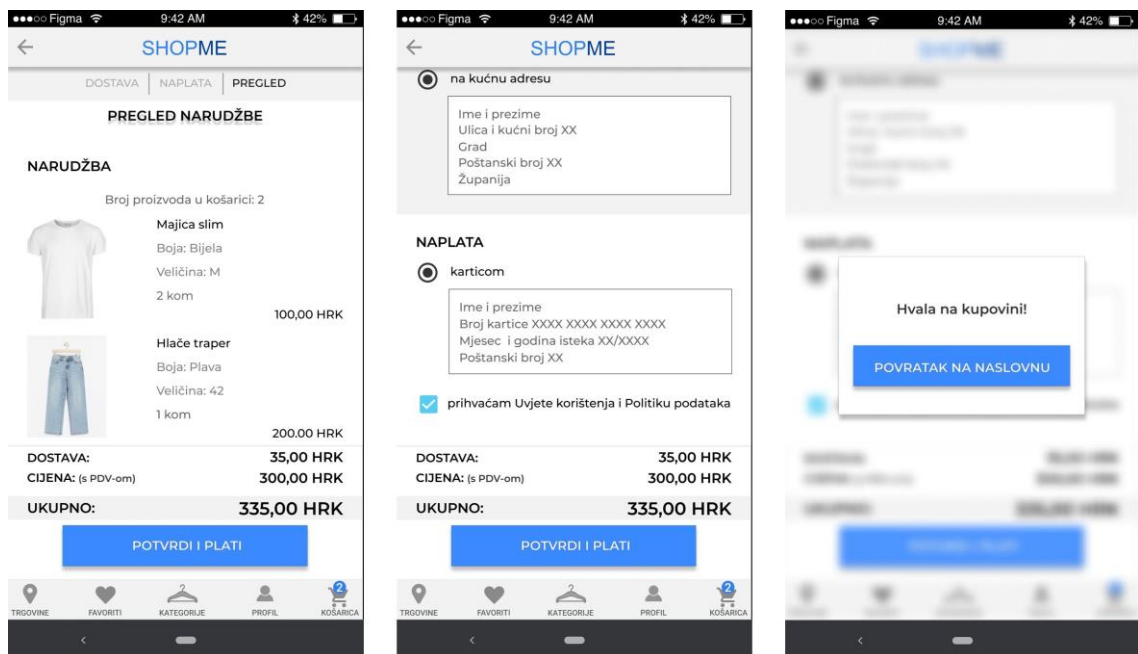 ●●●○○ Figma 9:42 AM 42%
SHOPME
DOSTAVA | NAPLATA | PREGLED
PREGLED NARUDŽBE
NARUDŽBA
Broj proizvoda u košarici: 2
Majica slim
Boja: Bijela
Veličina: M
2 kom
100,00 HRK
Hlače traper
Boja: Plava
Veličina: 42
1 kom
200.00 HRK
DOSTAVA: 35,00 HRK
CIJENA: (s PDV-om) 300,00 HRK
UKUPNO: 335,00 HRK
POTVRDI I PLATI
2
TRGOVINE FAVORITI KATEGORIJE PROFIL KOŠARICA
●●●○○ Figma 9:42 AM 42%
SHOPME
na kućnu adresu
Ime i prezime
Ulica i kućni broj XX
Grad
Poštanski broj XX
Županija
NAPLATA
karticom
Ime i prezime
Broj kartice XXXX XXXX XXXX XXXX
Mjesec i godina isteka XX/XXXX
Poštanski broj XX
prihvaćam Uvjete korištenja i Politiku podataka
DOSTAVA: 35,00 HRK
CIJENA: (s PDV-om) 300,00 HRK
UKUPNO: 335,00 HRK
POTVRDI I PLATI
2
TRGOVINE FAVORITI KATEGORIJE PROFIL KOŠARICA
●●●○○ Figma 9:42 AM 42%
Hvala na kupovini!
POVRATAK NA NASLOVNU